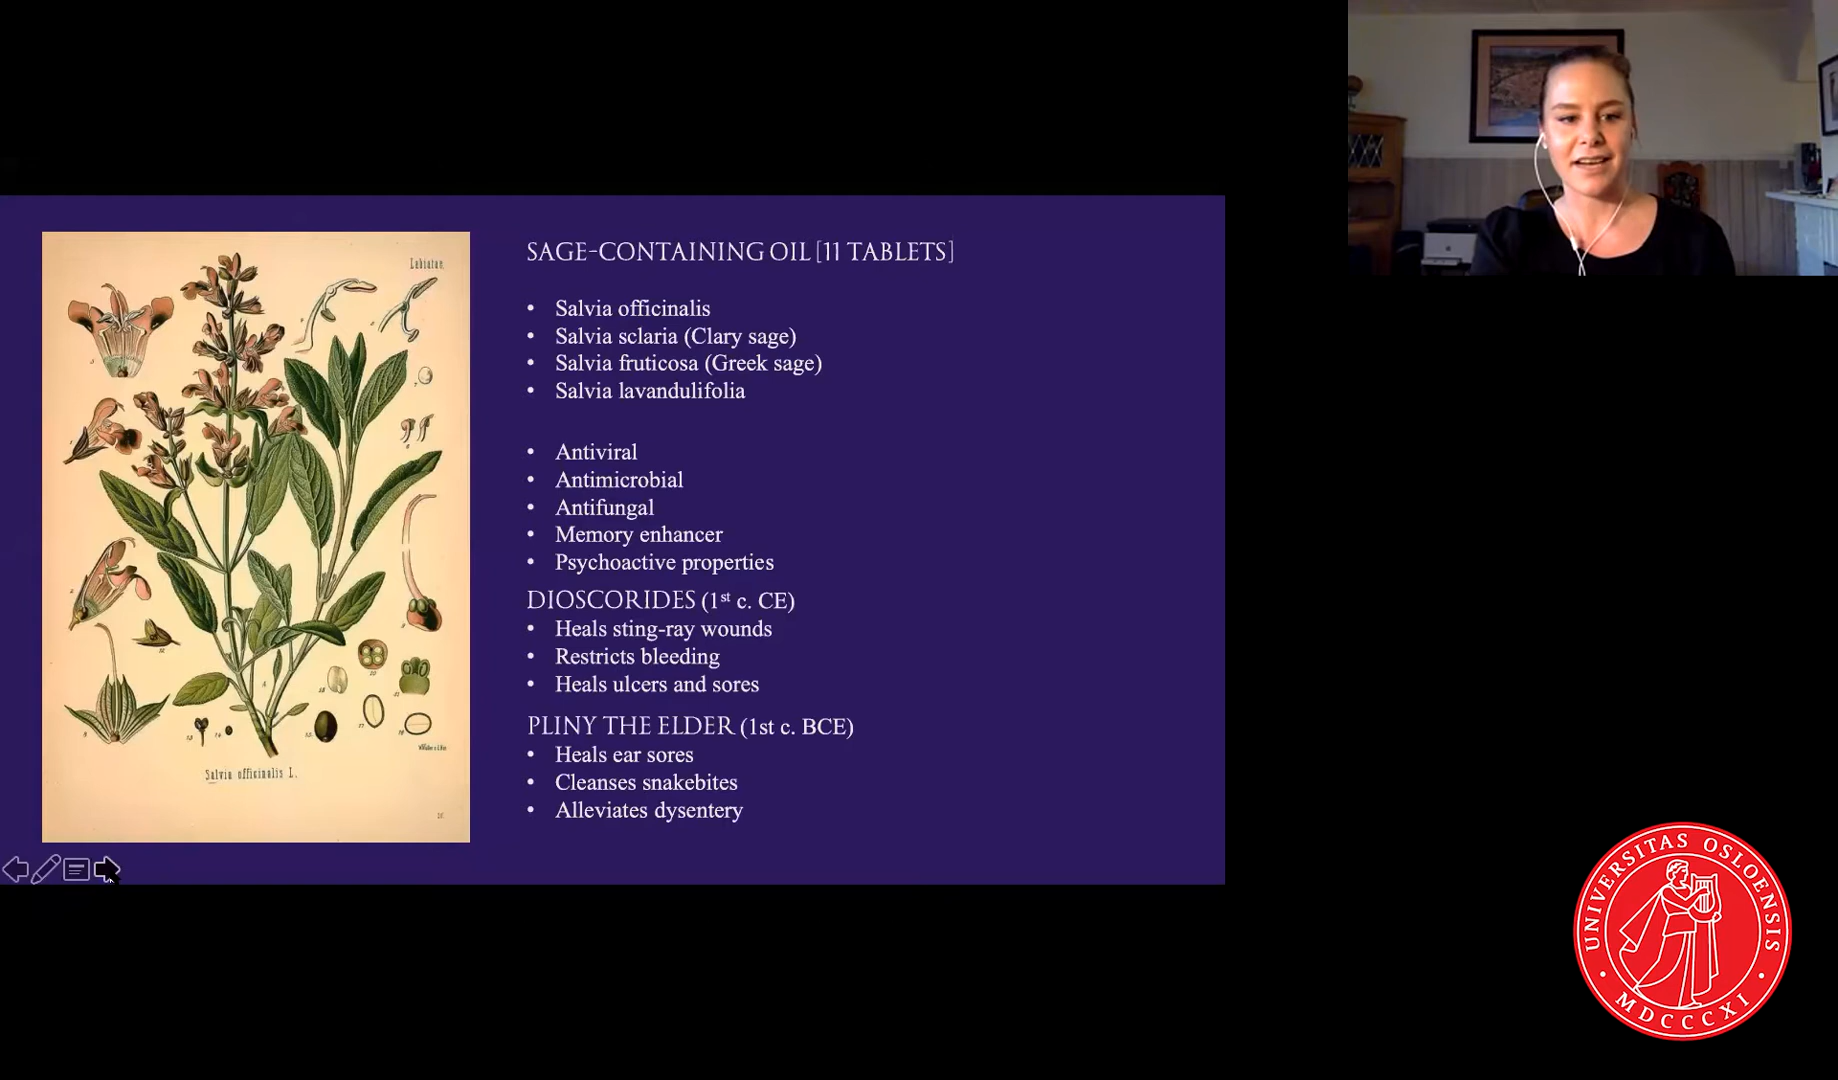 SAGE-CONTAINING OIL [11 TABLETS]
• Salvia officinalis
• Salvia sclaria (Clary sage)
• Salvia fruticosa (Greek sage)
• Salvia lavandulifolia
• Antiviral
• Antimicrobial
• Antifungal
• Memory enhancer
• Psychoactive properties
DIOSCORIDES (1st c. CE)
• Heals sting-ray wounds
• Restricts bleeding
• Heals ulcers and sores
PLINY THE ELDER (1st c. BCE)
• Heals ear sores
• Cleanses snakebites
• Alleviates dysentery
Labiatae.
Salvia officinalis L.
UNIVERSITAS OSLOENSIS
MDCCCXI